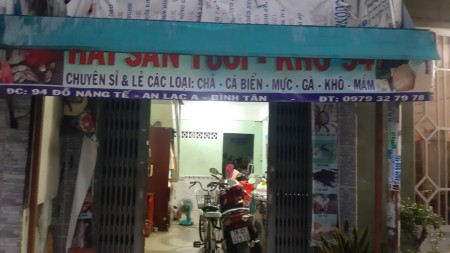 HẢI SẢN TƯƠI - KHÔ 94
CHUYÊN SỈ & LẺ CÁC LOẠI: CHẢ - CÁ BIỂN - MỰC - GÀ - KHÔ - MẮM
ĐC: 94 ĐỖ NĂNG TẾ - AN LẠC A - BÌNH TÂN ĐT: 0979 32 79 78